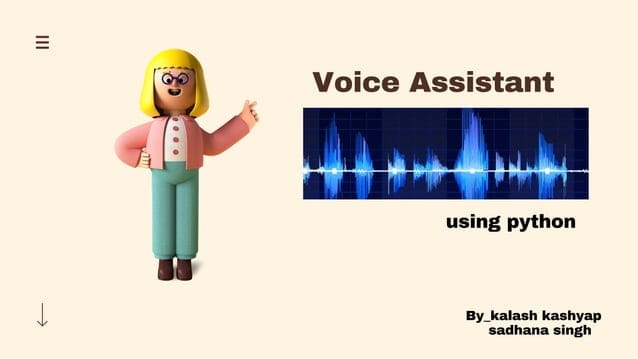 Voice Assistant
using python
By_kalash kashyap
sadhana singh